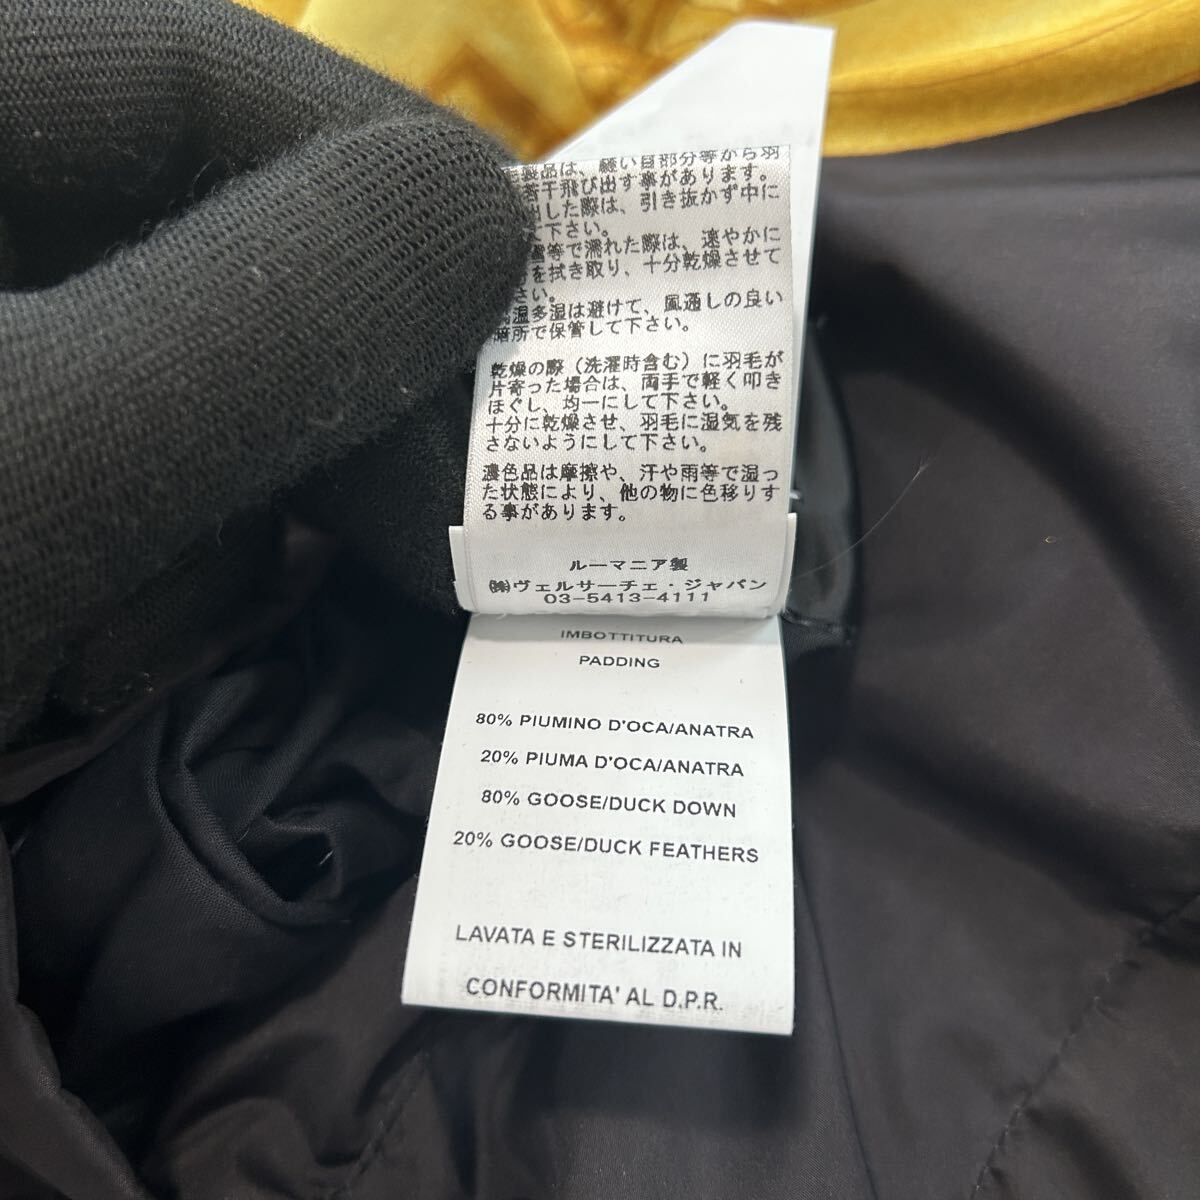 製品は、縫い目部分等から羽
若干飛び出す事があります。
出した際は、引き抜かず中に
下さい。
雪等で濡れた際は、速やかに
を拭き取り、十分乾燥させて
さい。
温多湿は避けて、風通しの良い
暗所で保管して下さい。
乾燥の際（洗濯時含む）に羽毛が
片寄った場合は、両手で軽く叩き
ほぐし、均一にして下さい。
十分に乾燥させ、羽毛に湿気を残
さないようにして下さい。
濃色品は摩擦や、汗や雨等で湿っ
た状態により、他の物に色移りす
る事があります。
ルーマニア製
㈱ヴェルサーチェ・ジャパン
03-5413-4111
IMBOTTITURA
PADDING
80% PIUMINO D'OCA/ANATRA
20% PIUMA D'OCA/ANATRA
80% GOOSE/DUCK DOWN
20% GOOSE/DUCK FEATHERS
LAVATA E STERILIZZATA IN
CONFORMITA' AL D.P.R.